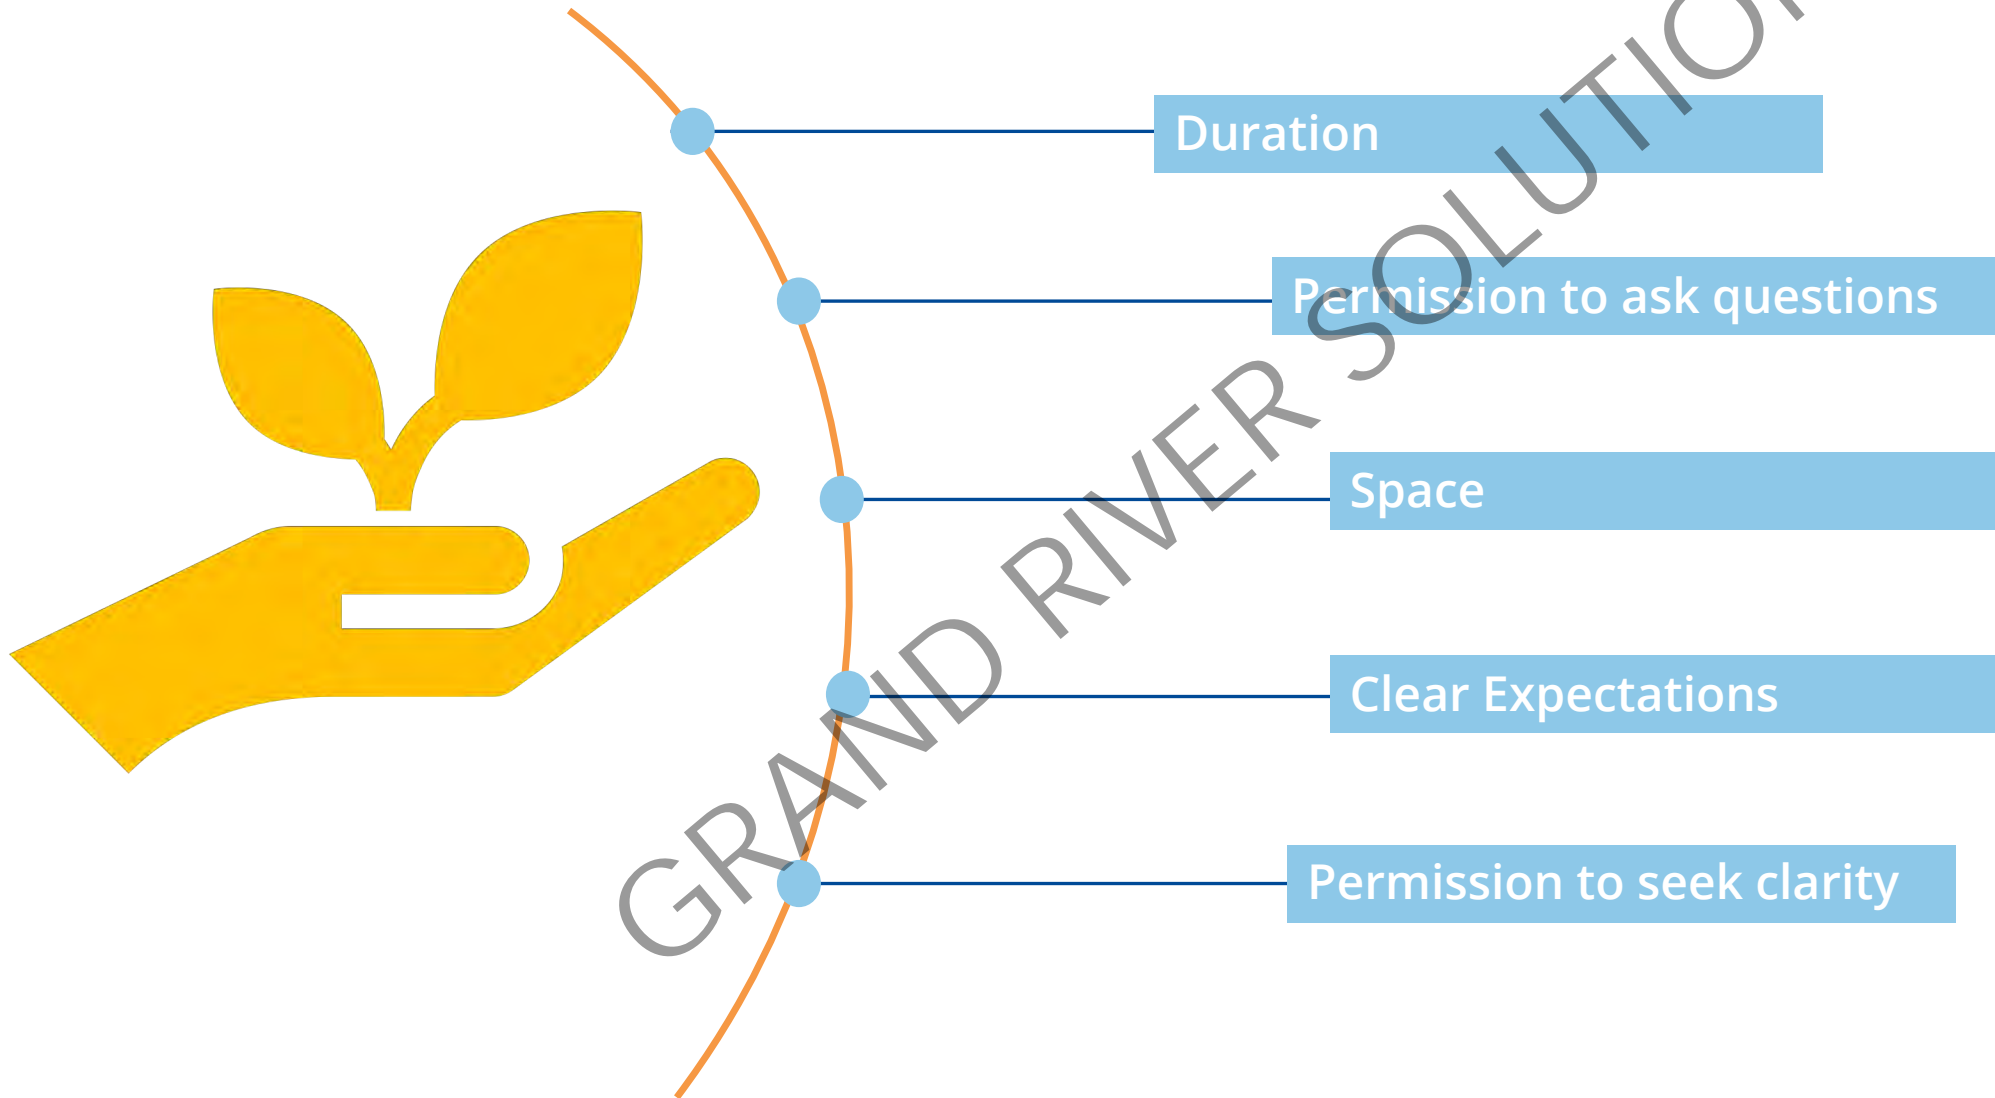 Duration
Permission to ask questions
Space
Clear Expectations
Permission to seek clarity
GRAND RIVER SOLUTIO